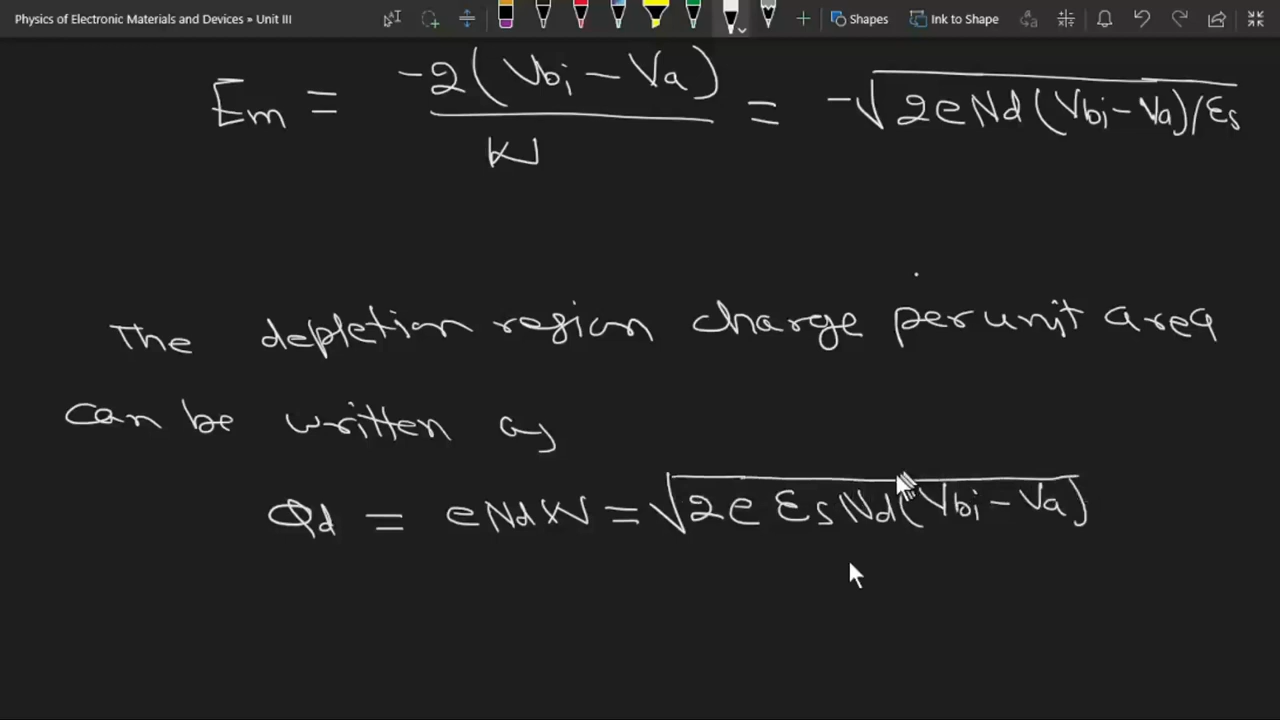 Physics of Electronic Materials and Devices » Unit III
Shapes
Ink to Shape
Em = -2(Vbi - Va) / W = -√2eNd(Vbi-Va)/εs
The depletion region charge per unit area
can be written as
Qd = eNdW = √2eεsNd(Vbi-Va)